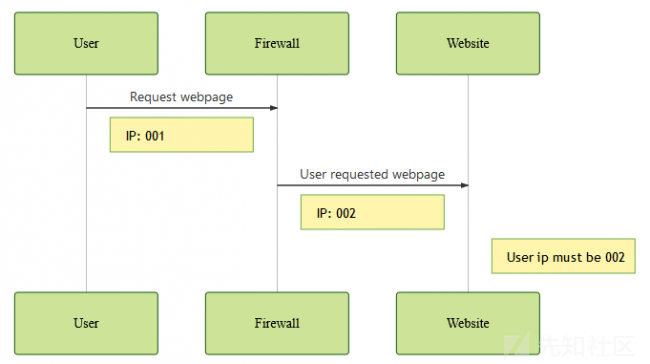 User
Firewall
Website
Request webpage
IP: 001
User requested webpage
IP: 002
User ip must be 002
User
Firewall
Website
先知社区